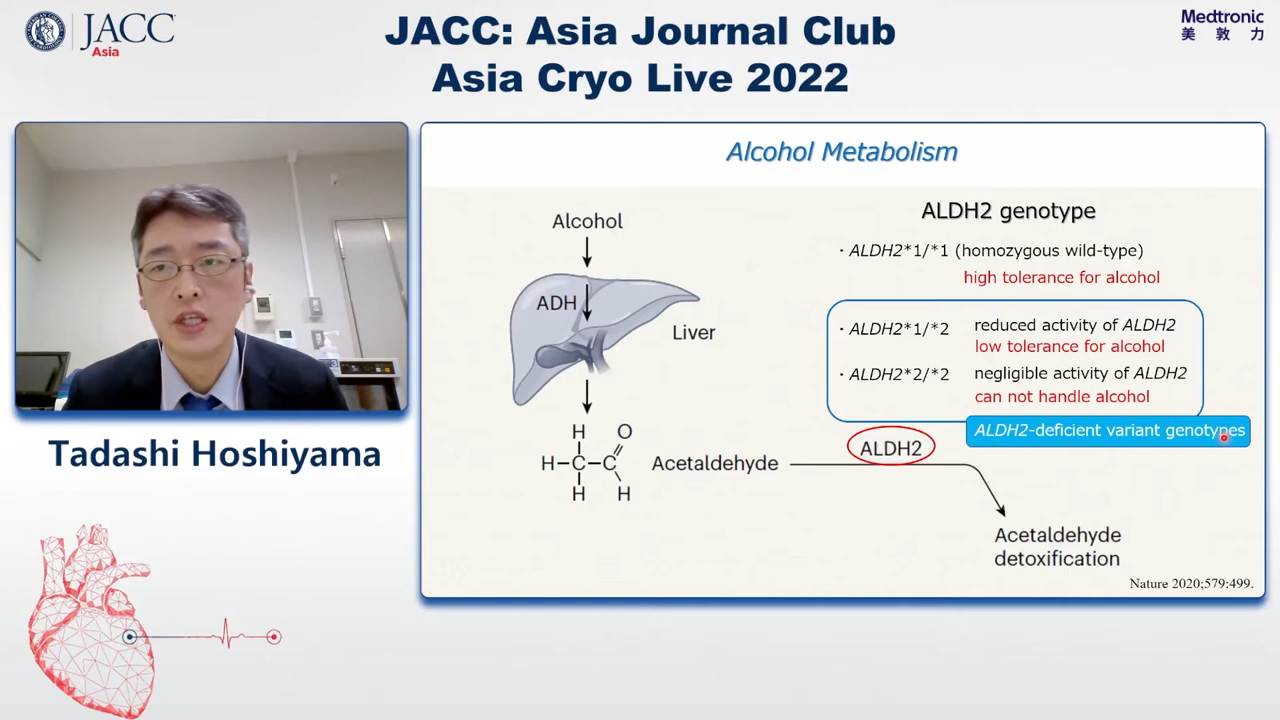 JACC
Asia
JACC: Asia Journal Club
Asia Cryo Live 2022
Medtronic
美 敦 力
Tadashi Hoshiyama
Alcohol Metabolism
Alcohol
ADH
Liver
H O
H–C–C
H H
Acetaldehyde
ALDH2 genotype
· ALDH2*1/*1 (homozygous wild-type)
high tolerance for alcohol
· ALDH2*1/*2 reduced activity of ALDH2
low tolerance for alcohol
· ALDH2*2/*2 negligible activity of ALDH2
can not handle alcohol
ALDH2-deficient variant genotypes
ALDH2
Acetaldehyde
detoxification
Nature 2020;579:499.